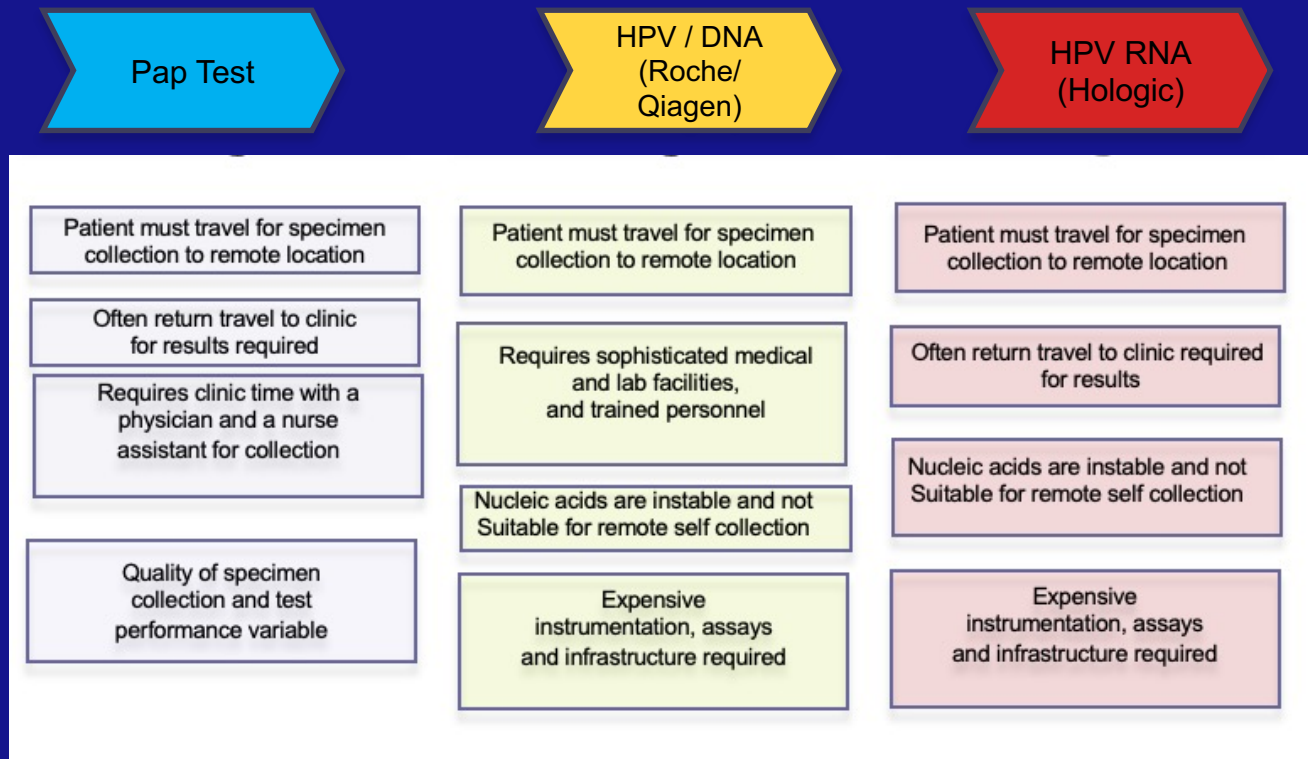 Pap Test
HPV / DNA
(Roche/
Qiagen)
HPV RNA
(Hologic)
Patient must travel for specimen
collection to remote location
Often return travel to clinic
for results required
Requires clinic time with a
physician and a nurse
assistant for collection
Quality of specimen
collection and test
performance variable
Patient must travel for specimen
collection to remote location
Requires sophisticated medical
and lab facilities,
and trained personnel
Nucleic acids are instable and not
Suitable for remote self collection
Expensive
instrumentation, assays
and infrastructure required
Patient must travel for specimen
collection to remote location
Often return travel to clinic required
for results
Nucleic acids are instable and not
Suitable for remote self collection
Expensive
instrumentation, assays
and infrastructure required